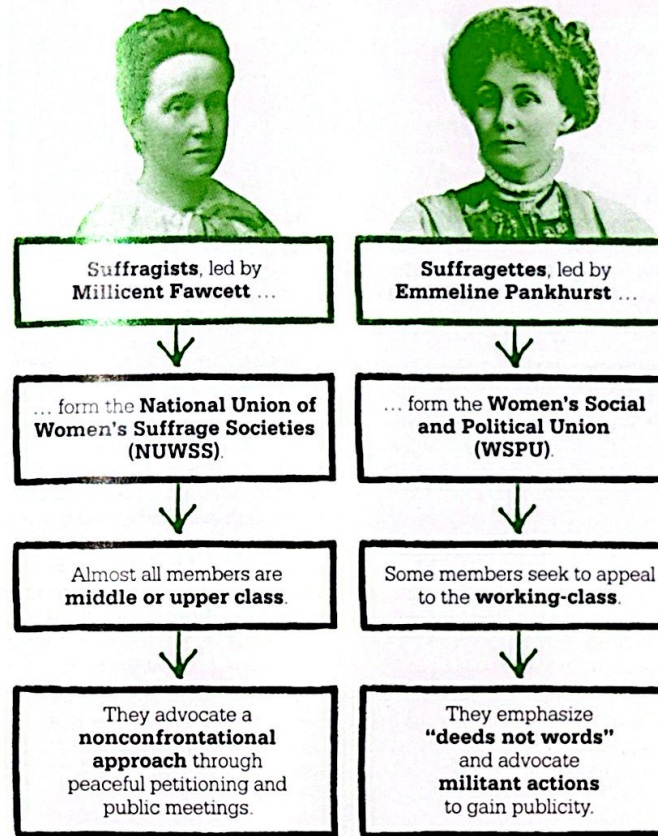 Suffragists, led by
Millicent Fawcett ...
... form the National Union of
Women's Suffrage Societies
(NUWSS).
Almost all members are
middle or upper class.
They advocate a
nonconfrontational
approach through
peaceful petitioning and
public meetings.
Suffragettes, led by
Emmeline Pankhurst ...
... form the Women's Social
and Political Union
(WSPU).
Some members seek to appeal
to the working-class.
They emphasize
"deeds not words"
and advocate
militant actions
to gain publicity.